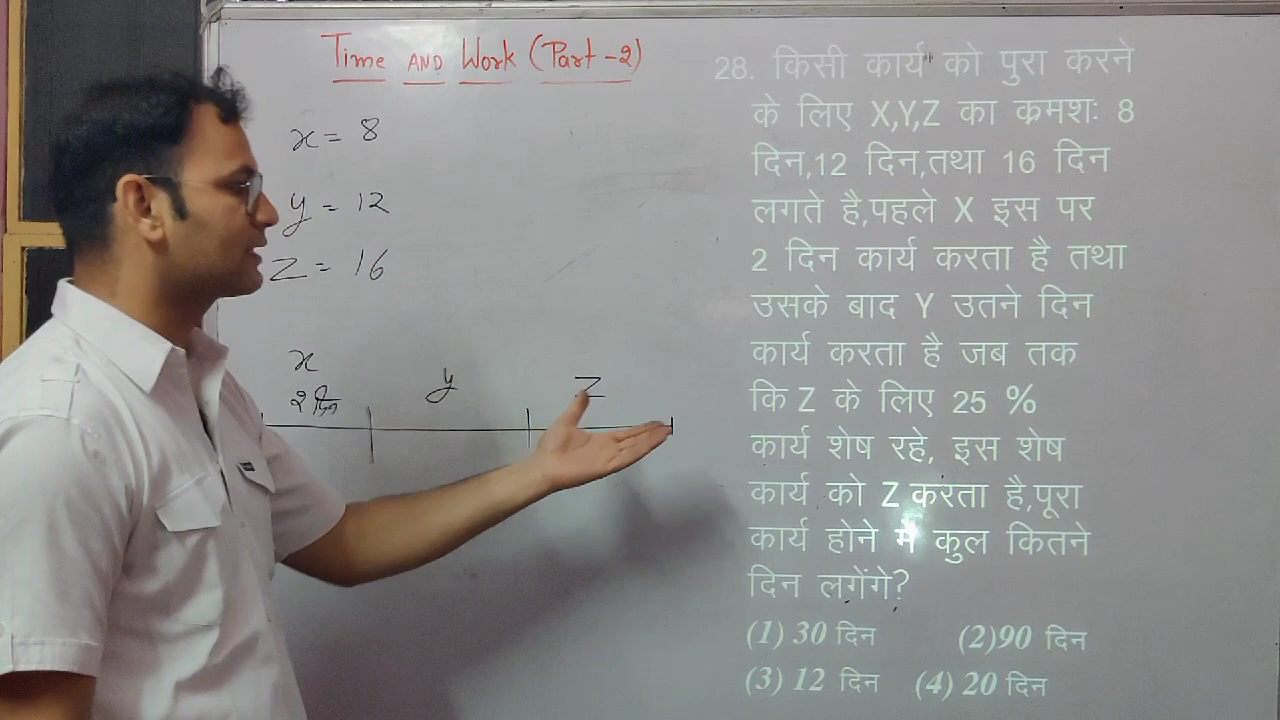 Time AND Work (Part -2)
x = 8
y = 12
Z = 16
x
2 दिन
y
Z
28. किसी कार्य को पुरा करने
के लिए X,Y,Z का क्रमशः 8
दिन,12 दिन,तथा 16 दिन
लगते है,पहले X इस पर
2 दिन कार्य करता है तथा
उसके बाद Y उतने दिन
कार्य करता है जब तक
कि Z के लिए 25 %
कार्य शेष रहे, इस शेष
कार्य को Z करता है,पूरा
कार्य होने में कुल कितने
दिन लगेंगे?
(1) 30 दिन (2)90 दिन
(3) 12 दिन (4) 20 दिन